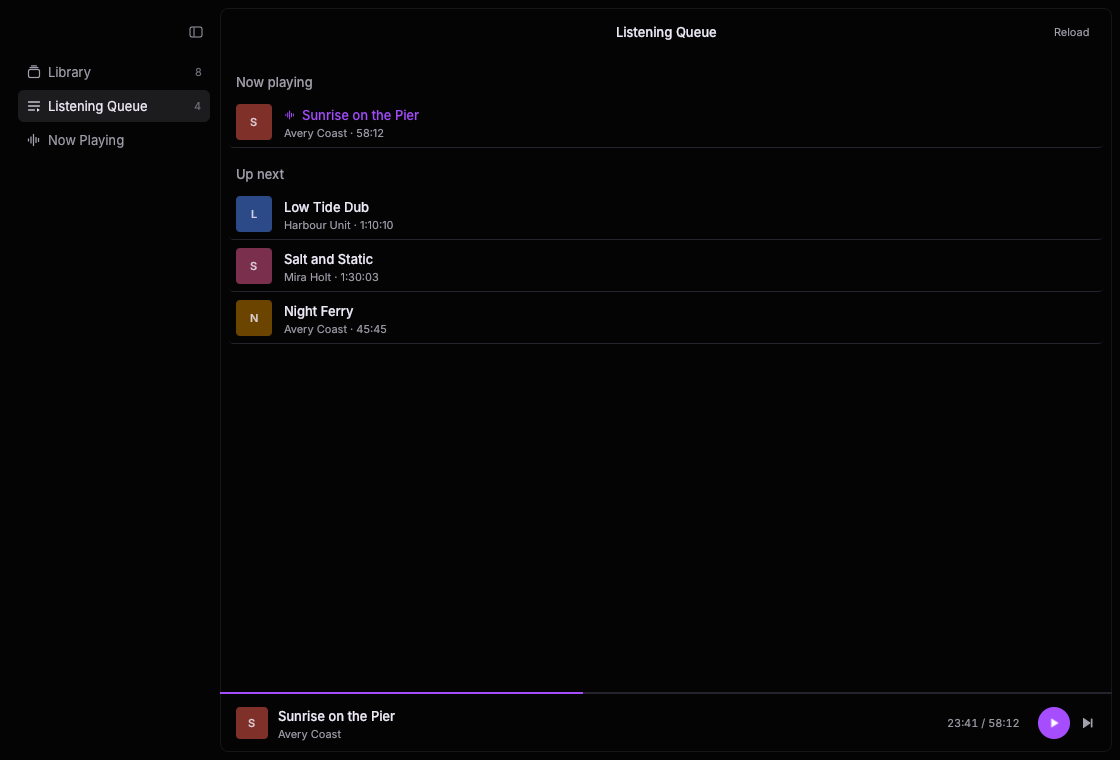 Library 8
Listening Queue 4
Now Playing
Listening Queue
Reload
Now playing
S
Sunrise on the Pier
Avery Coast · 58:12
Up next
L
Low Tide Dub
Harbour Unit · 1:10:10
S
Salt and Static
Mira Holt · 1:30:03
N
Night Ferry
Avery Coast · 45:45
S
Sunrise on the Pier
Avery Coast
23:41 / 58:12